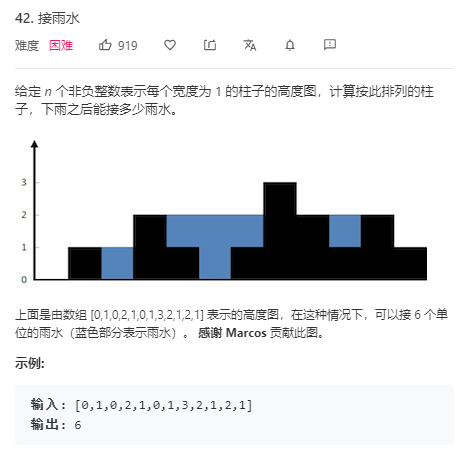 42. 接雨水
难度 困难 919
给定 n 个非负整数表示每个宽度为 1 的柱子的高度图，计算按此排列的柱
子，下雨之后能接多少雨水。
3
2
1
0
上面是由数组 [0,1,0,2,1,0,1,3,2,1,2,1] 表示的高度图，在这种情况下，可以接 6 个单
位的雨水（蓝色部分表示雨水）。 感谢 Marcos 贡献此图。
示例:
输入: [0,1,0,2,1,0,1,3,2,1,2,1]
输出: 6